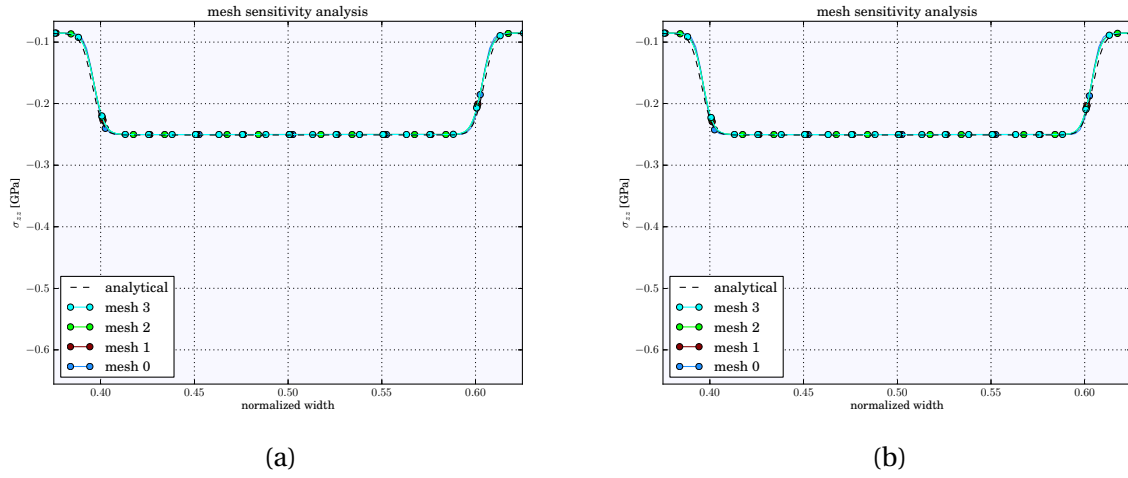 mesh sensitivity analysis
−0.1
−0.2
−0.3
−0.4
−0.5
−0.6
σzz [GPa]
analytical
mesh 3
mesh 2
mesh 1
mesh 0
0.40 0.45 0.50 0.55 0.60
normalized width
(a)
mesh sensitivity analysis
−0.1
−0.2
−0.3
−0.4
−0.5
−0.6
σzz [GPa]
analytical
mesh 3
mesh 2
mesh 1
mesh 0
0.40 0.45 0.50 0.55 0.60
normalized width
(b)